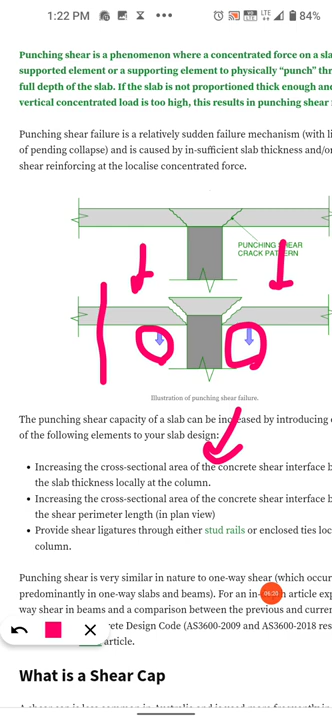 1:22 PM
LTE
84%
Punching shear is a phenomenon where a concentrated force on a sla
supported element or a supporting element to physically “punch” thr
full depth of the slab. If the slab is not proportioned thick enough and
vertical concentrated load is too high, this results in punching shear
Punching shear failure is a relatively sudden failure mechanism (with li
of pending collapse) and is caused by in-sufficient slab thickness and/or
shear reinforcing at the localise concentrated force.
PUNCHING SHEAR
CRACK PATTERN
Illustration of punching shear failure.
The punching shear capacity of a slab can be increased by introducing
of the following elements to your slab design:
• Increasing the cross-sectional area of the concrete shear interface b
the slab thickness locally at the column.
• Increasing the cross-sectional area of the concrete shear interface b
the shear perimeter length (in plan view)
• Provide shear ligatures through either stud rails or enclosed ties loc
column.
Punching shear is very similar in nature to one-way shear (which occur
predominantly in one-way slabs and beams). For an in- article exp
06:20
way shear in beams and a comparison between the previous and curren
rete Design Code (AS3600-2009 and AS3600-2018 res
article.
What is a Shear Cap